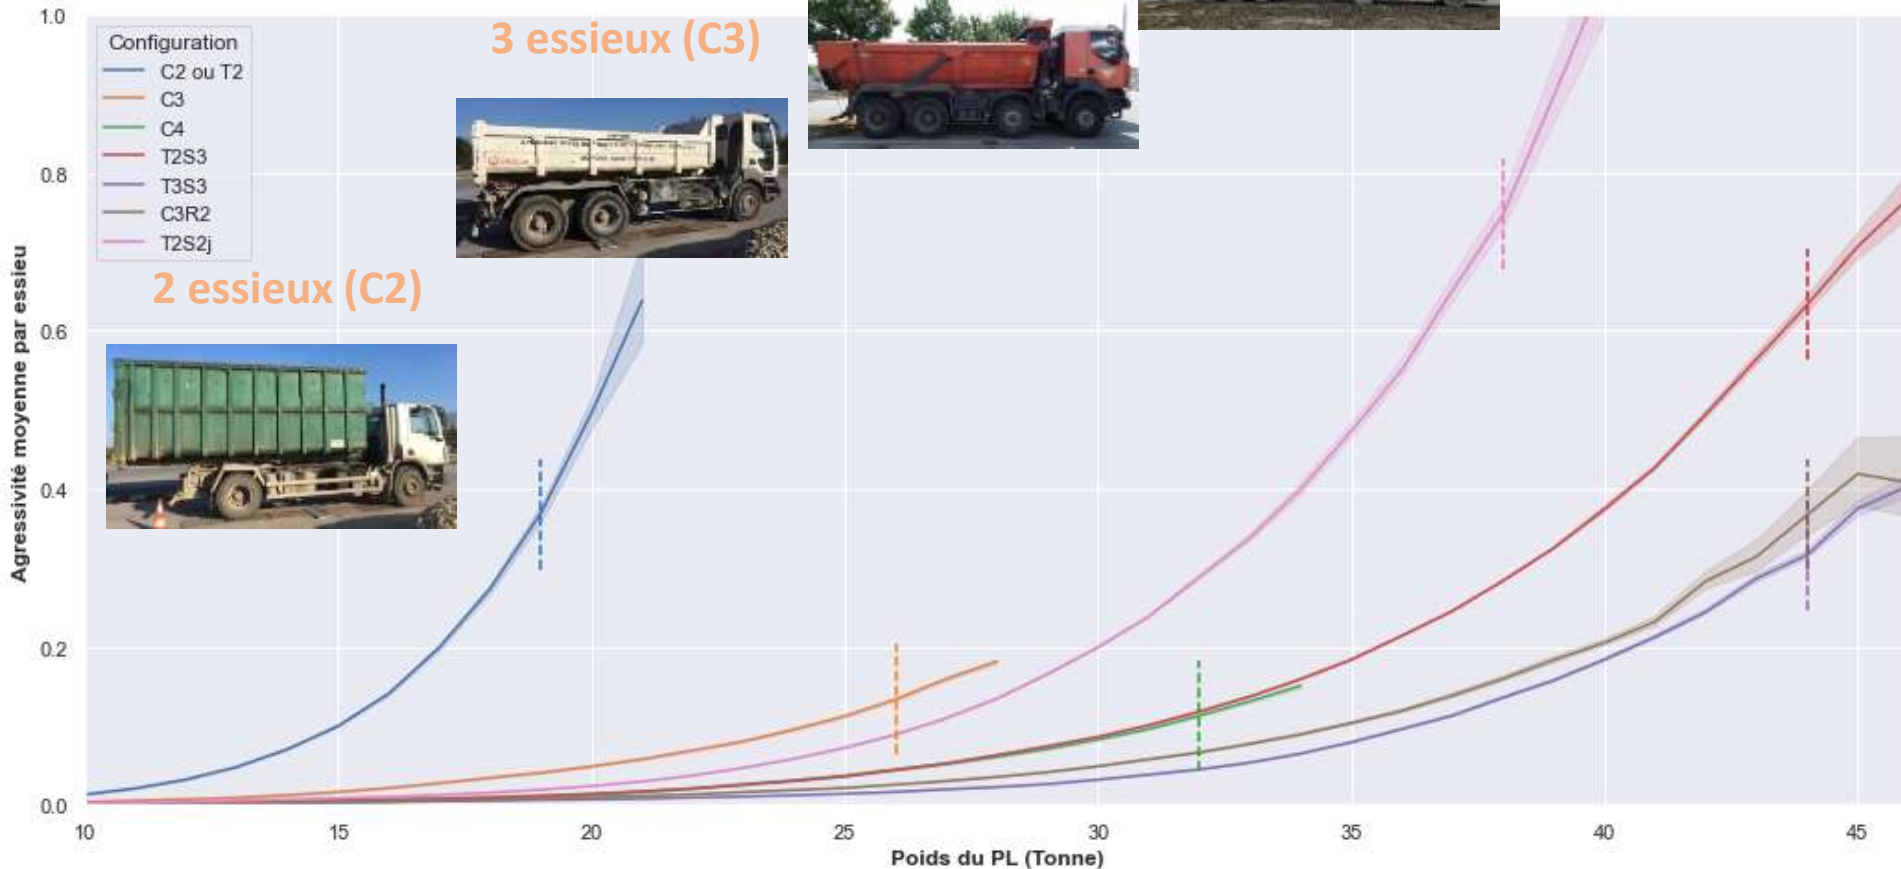 3 essieux (C3)
2 essieux (C2)
Configuration
C2 ou T2
C3
C4
T2S3
T3S3
C3R2
T2S2j
Agressivité moyenne par essieu
1.0
0.8
0.6
0.4
0.2
0.0
10
15
20
25
30
35
40
45
Poids du PL (Tonne)